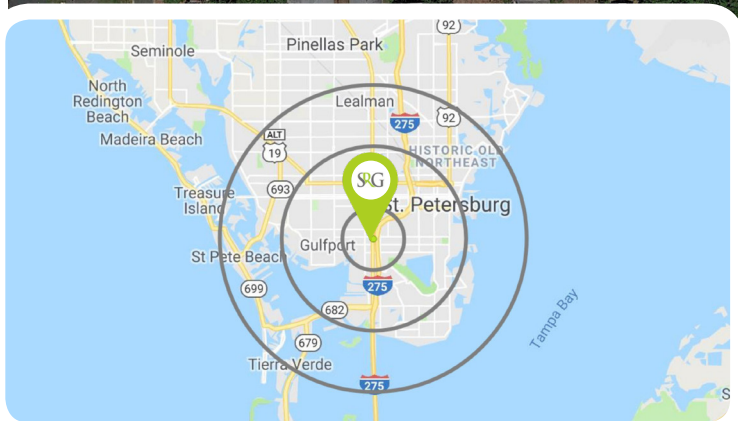 92
Seminole
Pinellas Park
North
Redington
Beach
Lealman
275
92
Madeira Beach
ALT
19
HISTORIC OLD
NORTHEAST
SRG
693
Treasure
Island
St. Petersburg
Gulfport
St Pete Beach
275
699
682
Tampa Bay
679
Tierra Verde
275
S